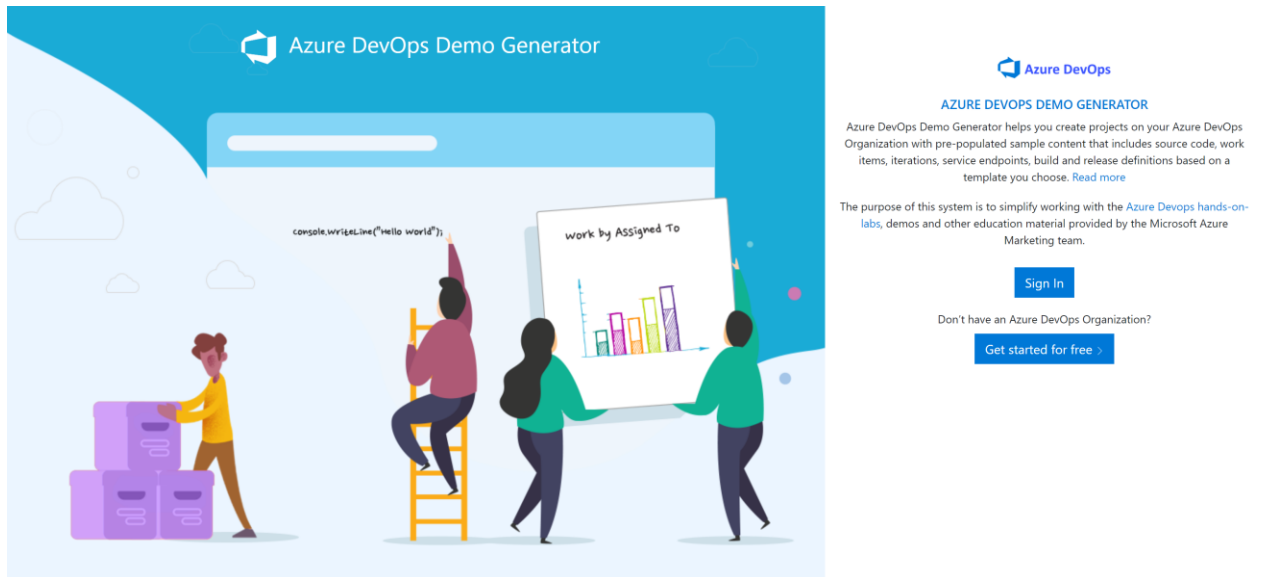 Azure DevOps Demo Generator
console.writeLine("Hello world");
Work by Assigned To
Azure DevOps
AZURE DEVOPS DEMO GENERATOR
Azure DevOps Demo Generator helps you create projects on your Azure DevOps
Organization with pre-populated sample content that includes source code, work
items, iterations, service endpoints, build and release definitions based on a
template you choose. Read more
The purpose of this system is to simplify working with the Azure Devops hands-on-
labs, demos and other education material provided by the Microsoft Azure
Marketing team.
Sign In
Don't have an Azure DevOps Organization?
Get started for free >